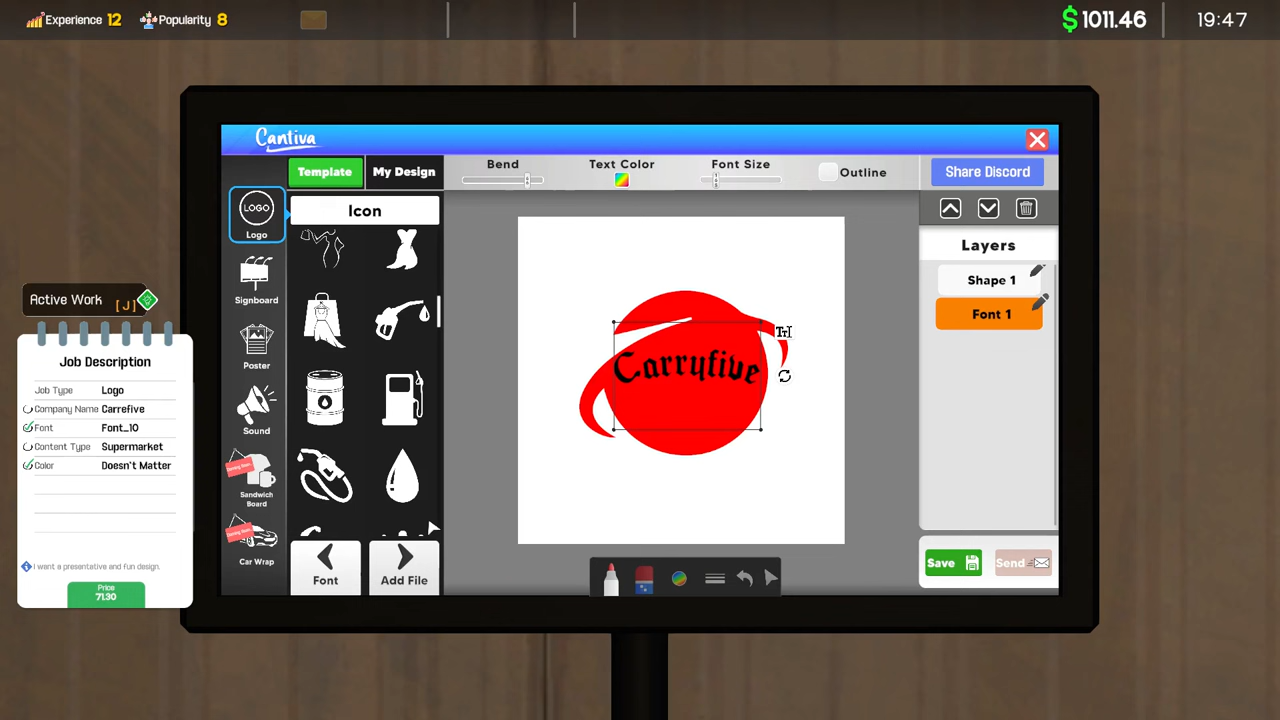 Experience 12
Popularity 8
$ 1011.46
19:47
Cantiva
Template
My Design
Bend
Text Color
Font Size
Outline
Share Discord
LOGO
Logo
Icon
Layers
Signboard
Shape 1
Font 1
Active Work [J]
Carryfive
Job Description
Poster
Job Type Logo
Company Name Carrefive
Font Font_10
Content Type Supermarket
Color Doesn't Matter
Sound
Sandwich
Board
Car Wrap
I want a presentative and fun design.
Price
71.30
Font
Add File
Save
Send